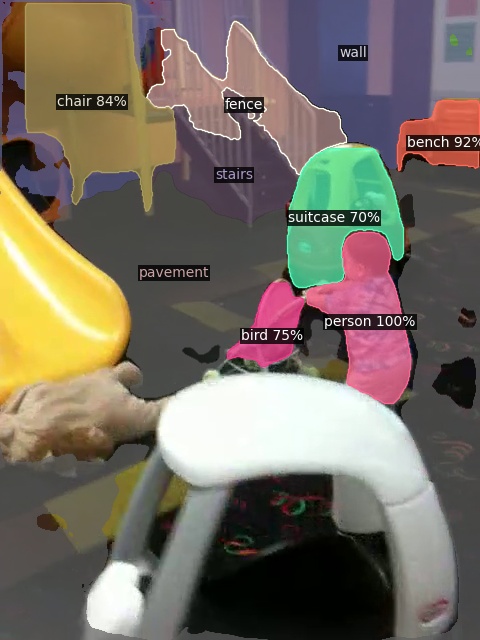 wall
chair 84%
fence
bench 92%
stairs
suitcase 70%
pavement
person 100%
bird 75%